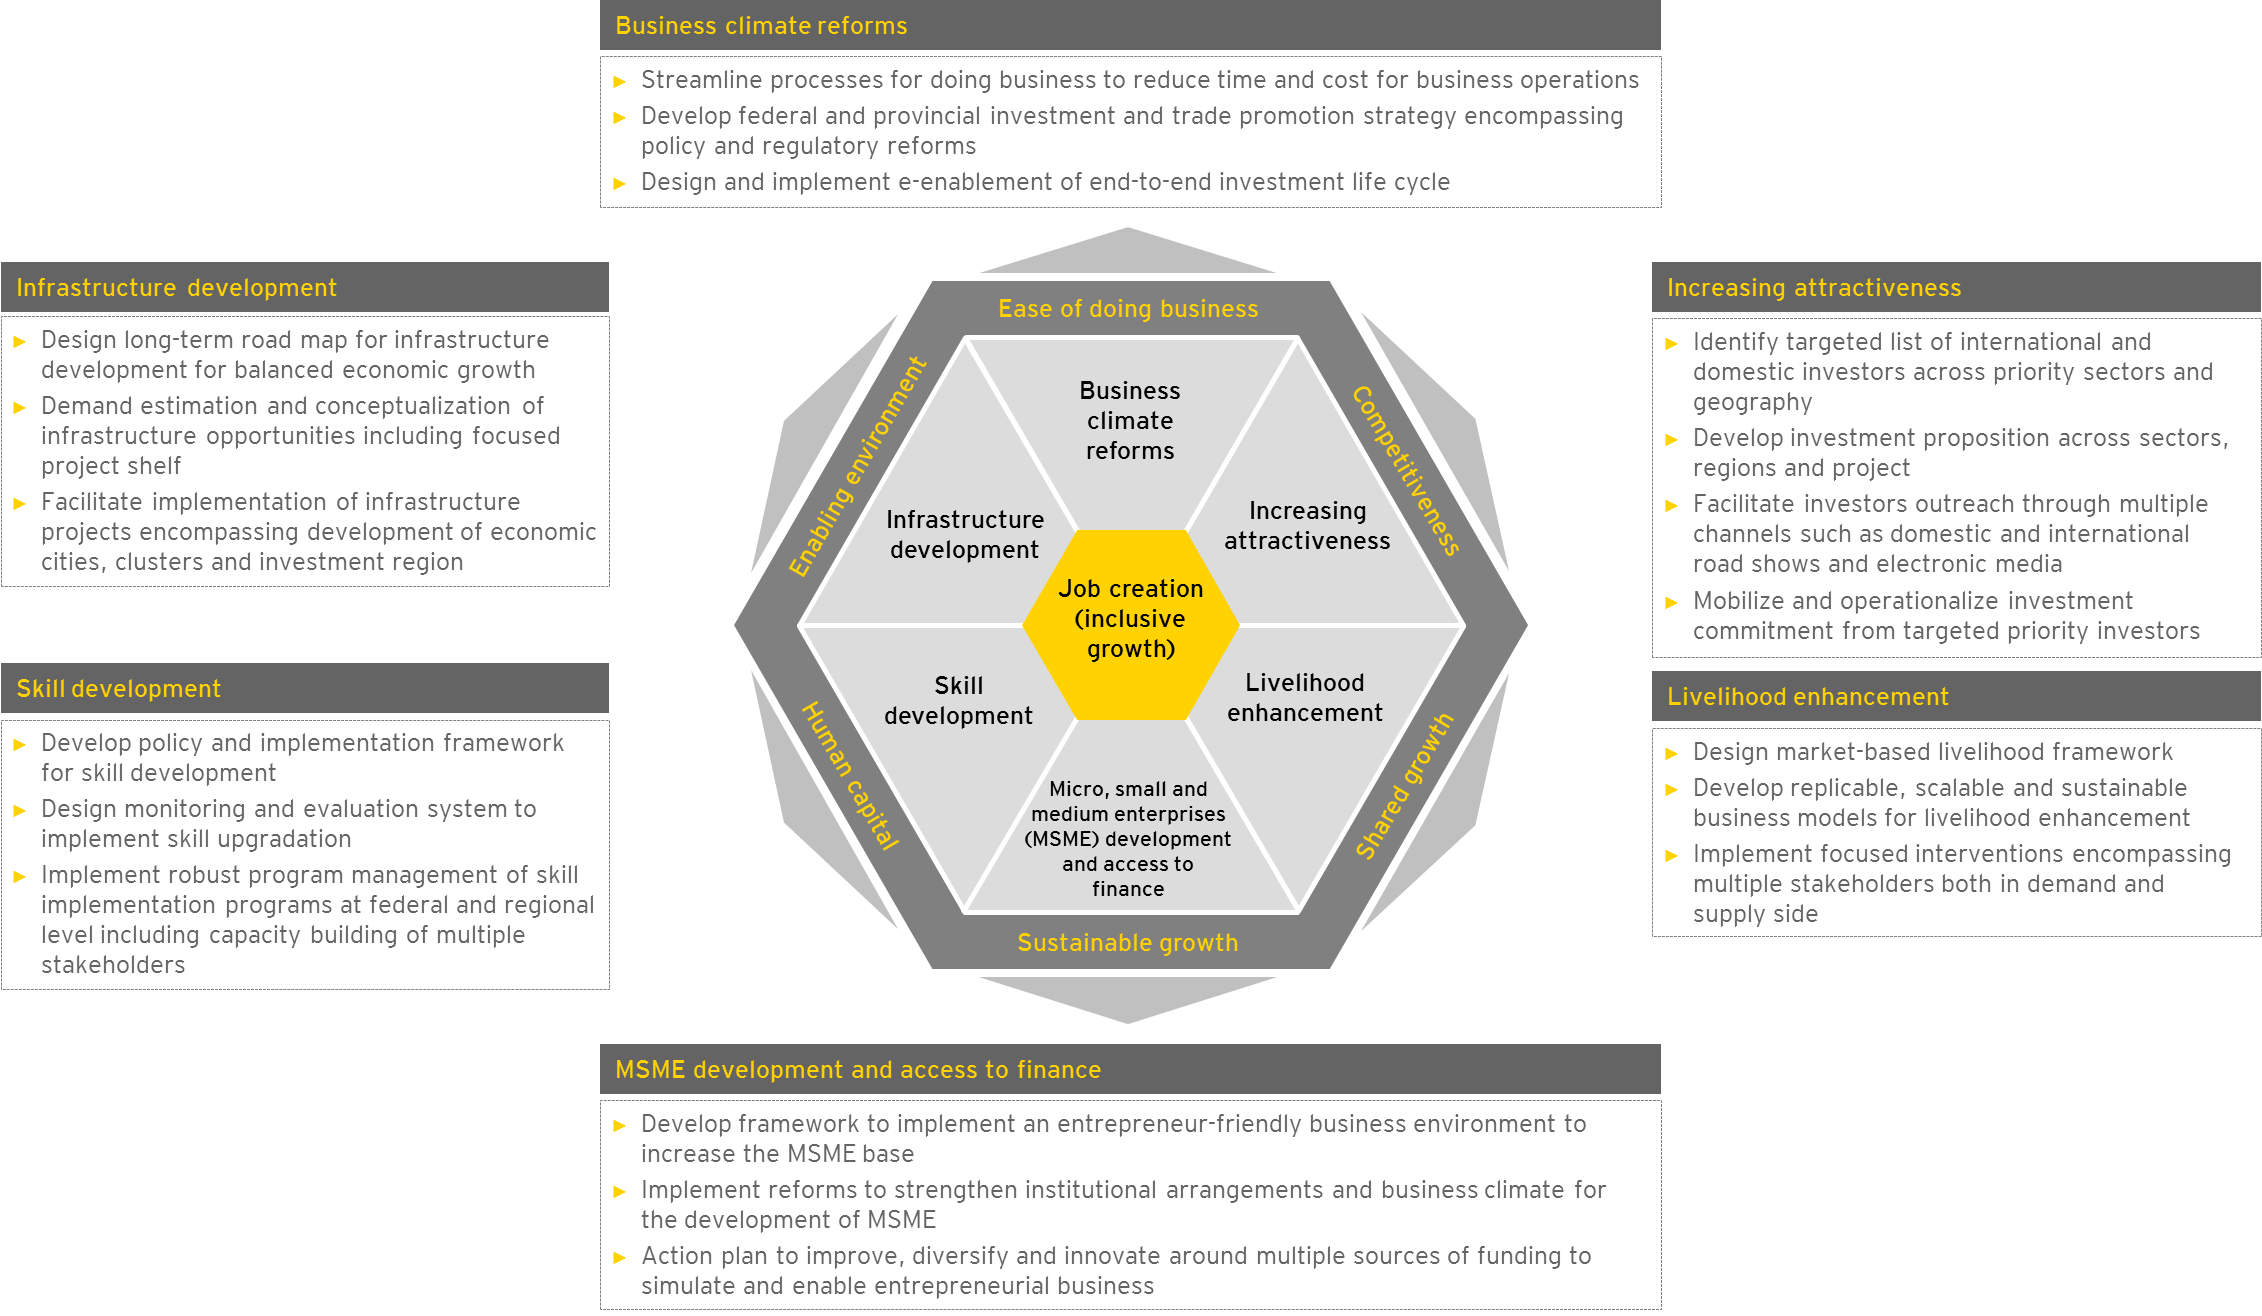 Business climate reforms
► Streamline processes for doing business to reduce time and cost for business operations
► Develop federal and provincial investment and trade promotion strategy encompassing
policy and regulatory reforms
► Design and implement e-enablement of end-to-end investment life cycle
Infrastructure development
► Design long-term road map for infrastructure
development for balanced economic growth
► Demand estimation and conceptualization of
infrastructure opportunities including focused
project shelf
► Facilitate implementation of infrastructure
projects encompassing development of economic
cities, clusters and investment region
Skill development
► Develop policy and implementation framework
for skill development
► Design monitoring and evaluation system to
implement skill upgradation
► Implement robust program management of skill
implementation programs at federal and regional
level including capacity building of multiple
stakeholders
Ease of doing business
Enabling environment
Competitiveness
Human capital
Shared growth
Sustainable growth
Business
climate
reforms
Infrastructure
development
Increasing
attractiveness
Job creation
(inclusive
growth)
Skill
development
Livelihood
enhancement
Micro, small and
medium enterprises
(MSME) development
and access to
finance
Increasing attractiveness
► Identify targeted list of international and
domestic investors across priority sectors and
geography
► Develop investment proposition across sectors,
regions and project
► Facilitate investors outreach through multiple
channels such as domestic and international
road shows and electronic media
► Mobilize and operationalize investment
commitment from targeted priority investors
Livelihood enhancement
► Design market-based livelihood framework
► Develop replicable, scalable and sustainable
business models for livelihood enhancement
► Implement focused interventions encompassing
multiple stakeholders both in demand and
supply side
MSME development and access to finance
► Develop framework to implement an entrepreneur-friendly business environment to
increase the MSME base
► Implement reforms to strengthen institutional arrangements and business climate for
the development of MSME
► Action plan to improve, diversify and innovate around multiple sources of funding to
simulate and enable entrepreneurial business